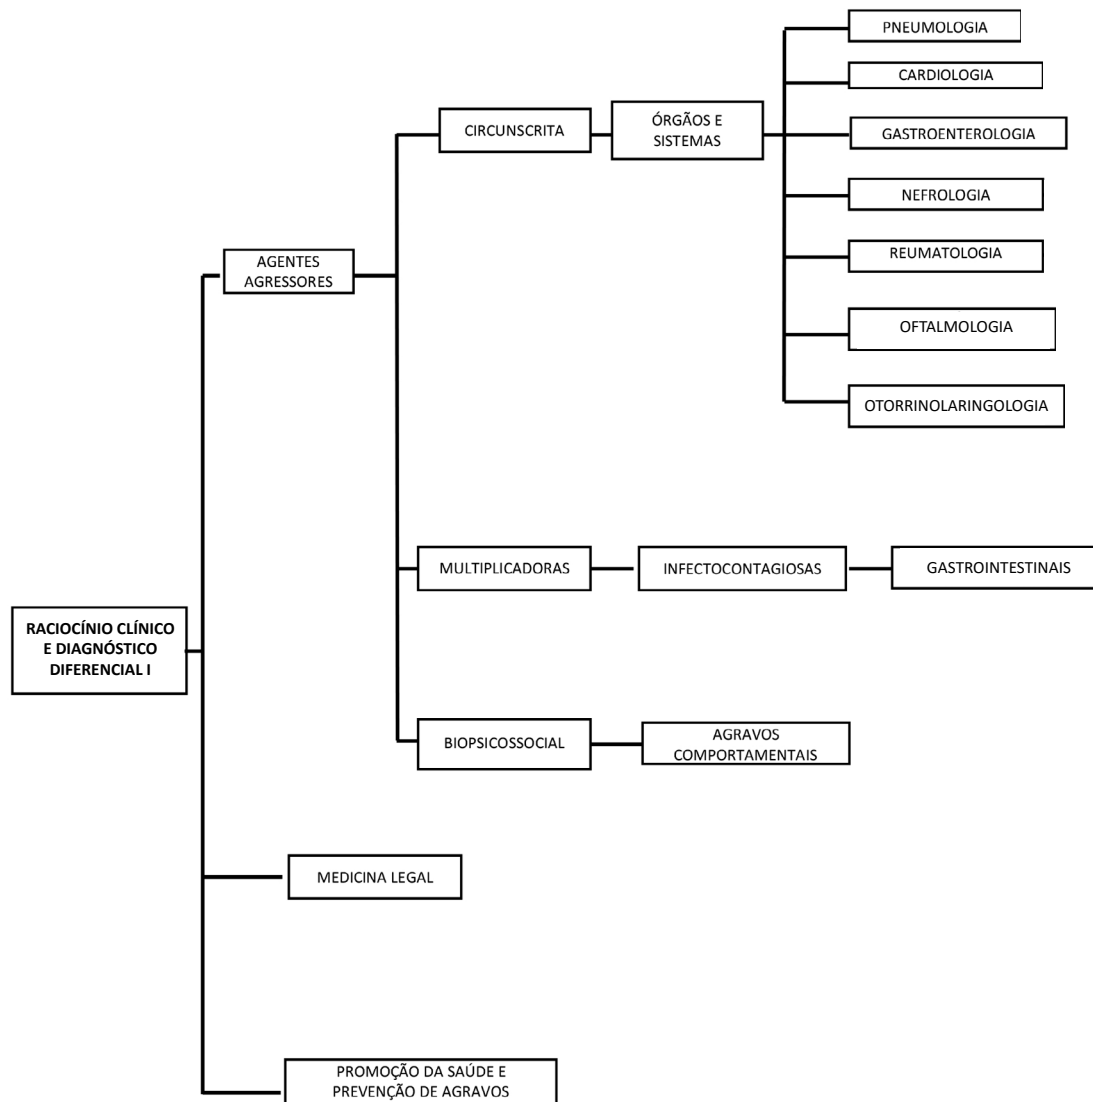 PNEUMOLOGIA
CARDIOLOGIA
CIRCUNSCRITA
ÓRGÃOS E
SISTEMAS
GASTROENTEROLOGIA
NEFROLOGIA
AGENTES
AGRESSORES
REUMATOLOGIA
OFTALMOLOGIA
OTORRINOLARINGOLOGIA
MULTIPLICADORAS
INFECTOCONTAGIOSAS
GASTROINTESTINAIS
RACIOCÍNIO CLÍNICO
E DIAGNÓSTICO
DIFERENCIAL I
BIOPSICOSSOCIAL
AGRAVOS
COMPORTAMENTAIS
MEDICINA LEGAL
PROMOÇÃO DA SAÚDE E
PREVENÇÃO DE AGRAVOS